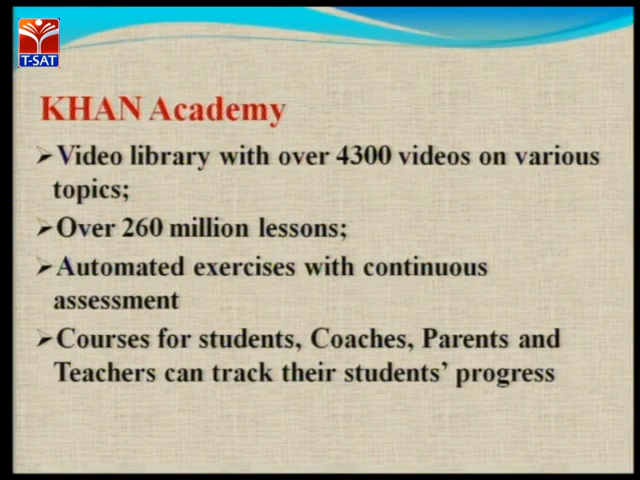 T-SAT
KHAN Academy
➢Video library with over 4300 videos on various
topics;
➢Over 260 million lessons;
➢Automated exercises with continuous
assessment
➢Courses for students, Coaches, Parents and
Teachers can track their students’ progress